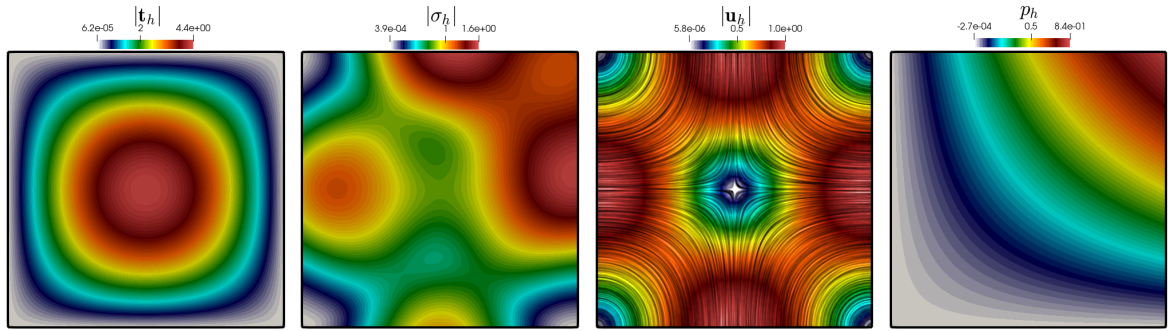 |t_h|
6.2e-05 2 4.4e+00
|σ_h|
3.9e-04 1 1.6e+00
|u_h|
5.8e-06 0.5 1.0e+00
p_h
-2.7e-04 0.5 8.4e-01